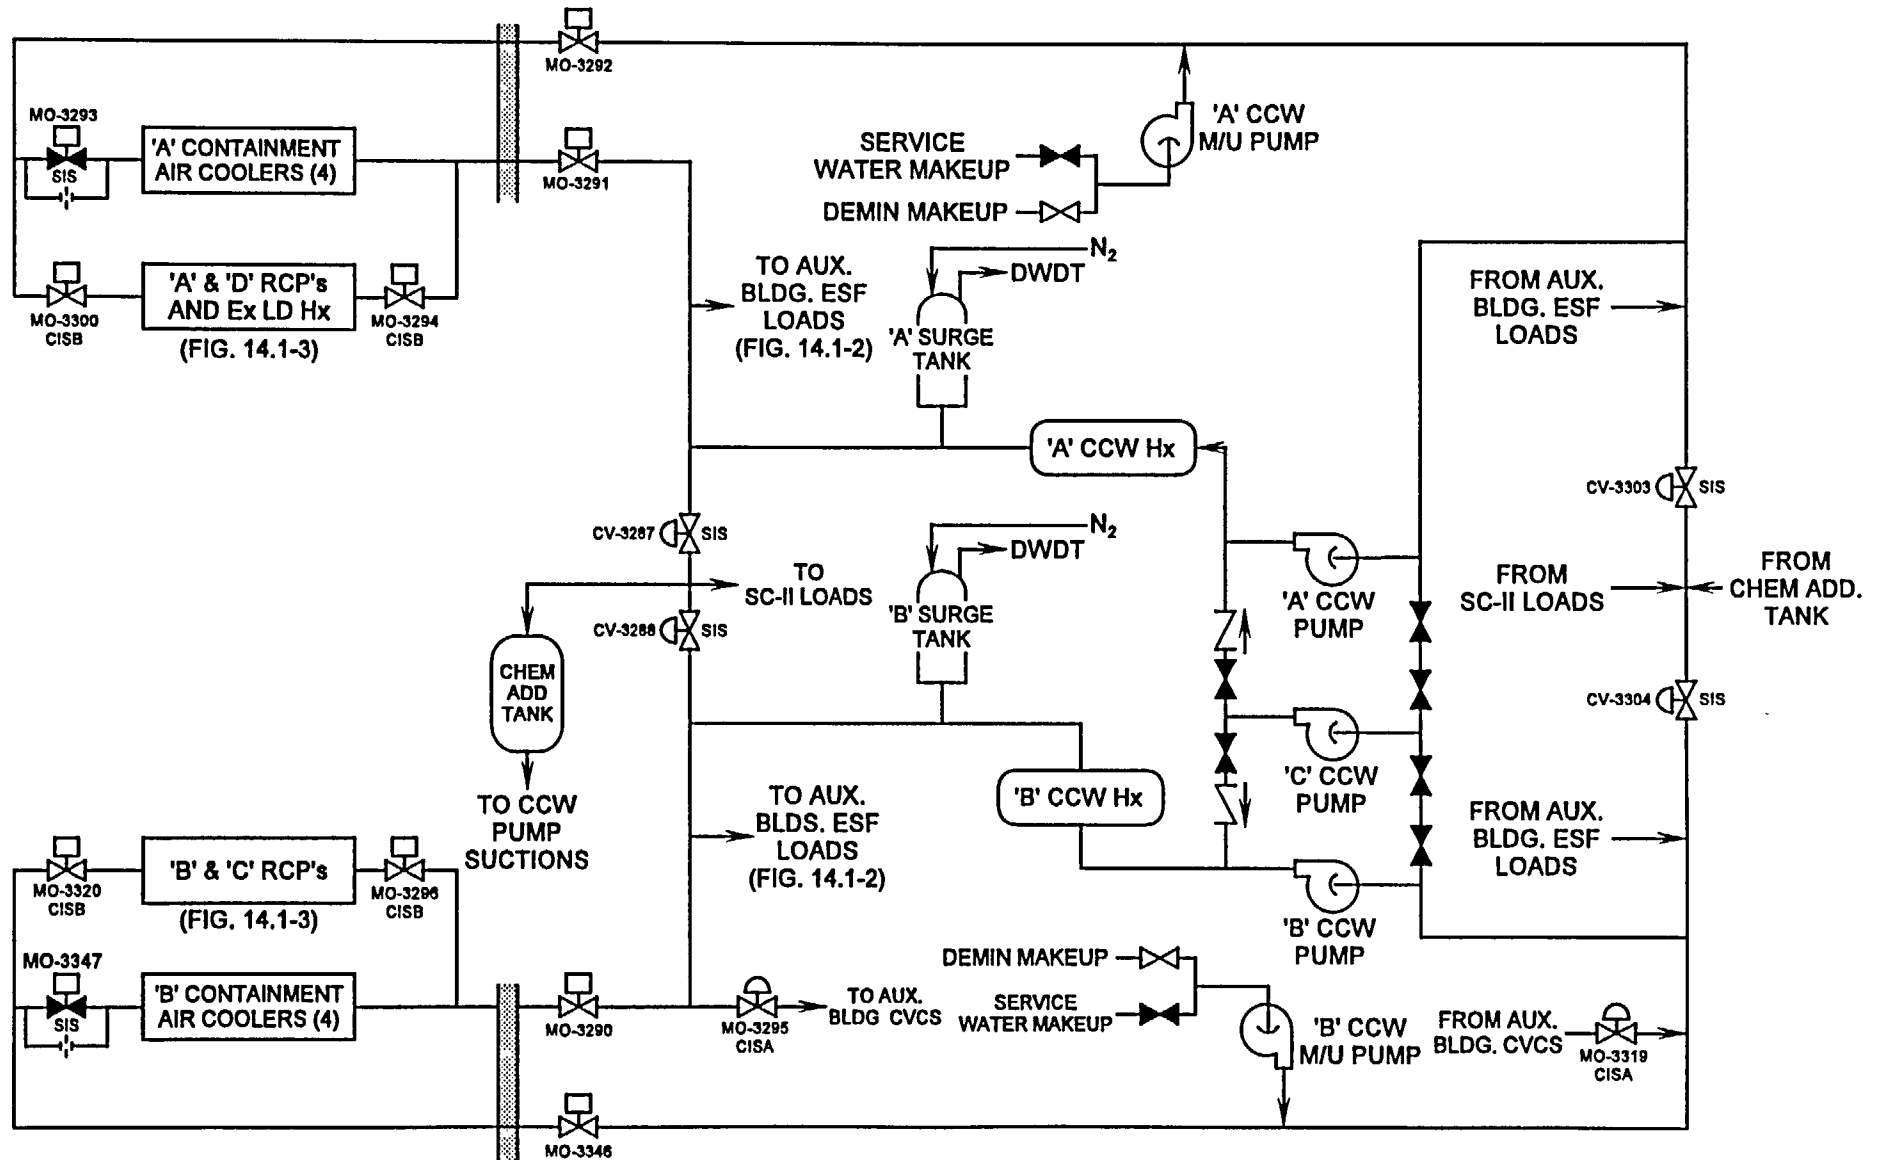 MO-3292
MO-3293
SIS
'A' CONTAINMENT
AIR COOLERS (4)
MO-3291
'A' CCW
M/U PUMP
SERVICE
WATER MAKEUP
DEMIN MAKEUP
MO-3300
CISB
'A' & 'D' RCP's
AND Ex LD Hx
(FIG. 14.1-3)
MO-3294
CISB
TO AUX.
BLDG. ESF
LOADS
(FIG. 14.1-2)
N2
DWDT
'A' SURGE
TANK
FROM AUX.
BLDG. ESF
LOADS
'A' CCW Hx
CV-3303
SIS
CV-3287
SIS
N2
DWDT
'B' SURGE
TANK
TO
SC-II LOADS
CV-3288
SIS
'A' CCW
PUMP
FROM
SC-II LOADS
FROM
CHEM ADD.
TANK
CHEM
ADD
TANK
CV-3304
SIS
'C' CCW
PUMP
'B' CCW Hx
TO CCW
PUMP
SUCTIONS
TO AUX.
BLDS. ESF
LOADS
(FIG. 14.1-2)
FROM AUX.
BLDG. ESF
LOADS
MO-3320
CISB
'B' & 'C' RCP's
(FIG. 14.1-3)
MO-3296
CISB
'B' CCW
PUMP
MO-3347
SIS
'B' CONTAINMENT
AIR COOLERS (4)
MO-3290
MO-3295
CISA
TO AUX.
BLDG CVCS
DEMIN MAKEUP
SERVICE
WATER MAKEUP
'B' CCW
M/U PUMP
FROM AUX.
BLDG. CVCS
MO-3319
CISA
MO-3346